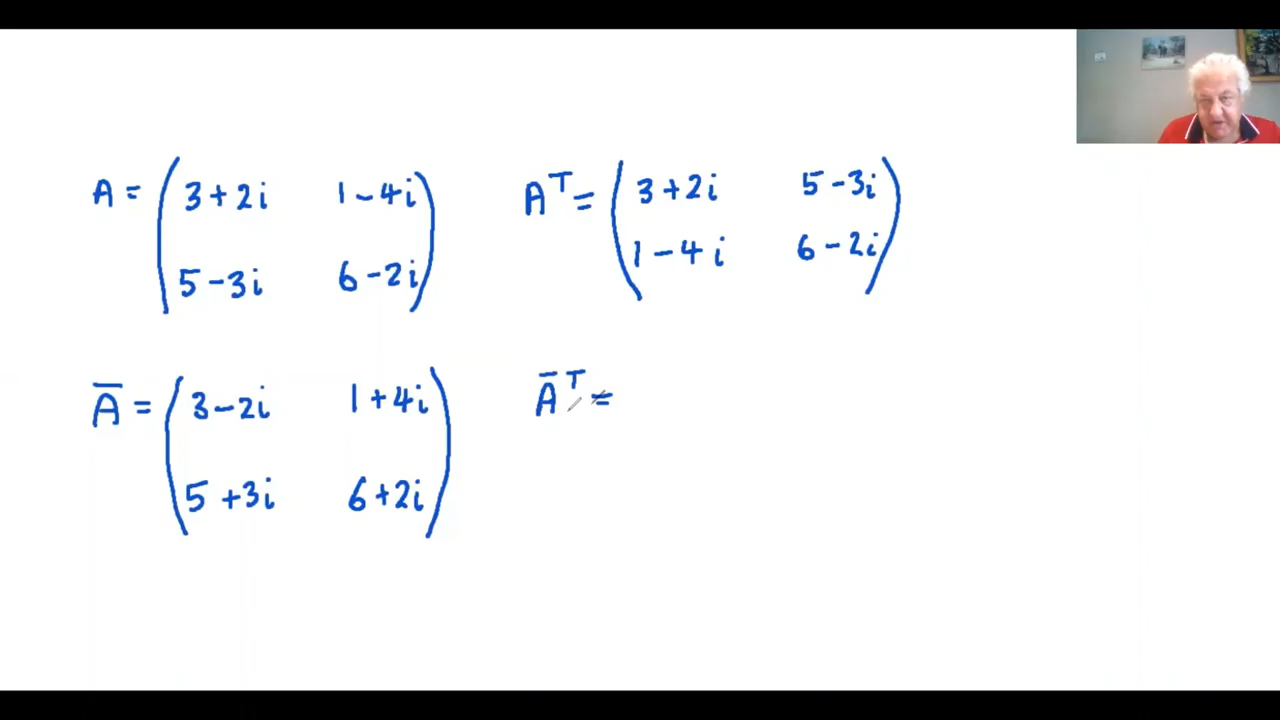 A = (3+2i 1-4i
5-3i 6-2i)
Aᵀ = (3+2i 5-3i
1-4i 6-2i)
A̅ = (3-2i 1+4i
5+3i 6+2i)
A̅ᵀ =